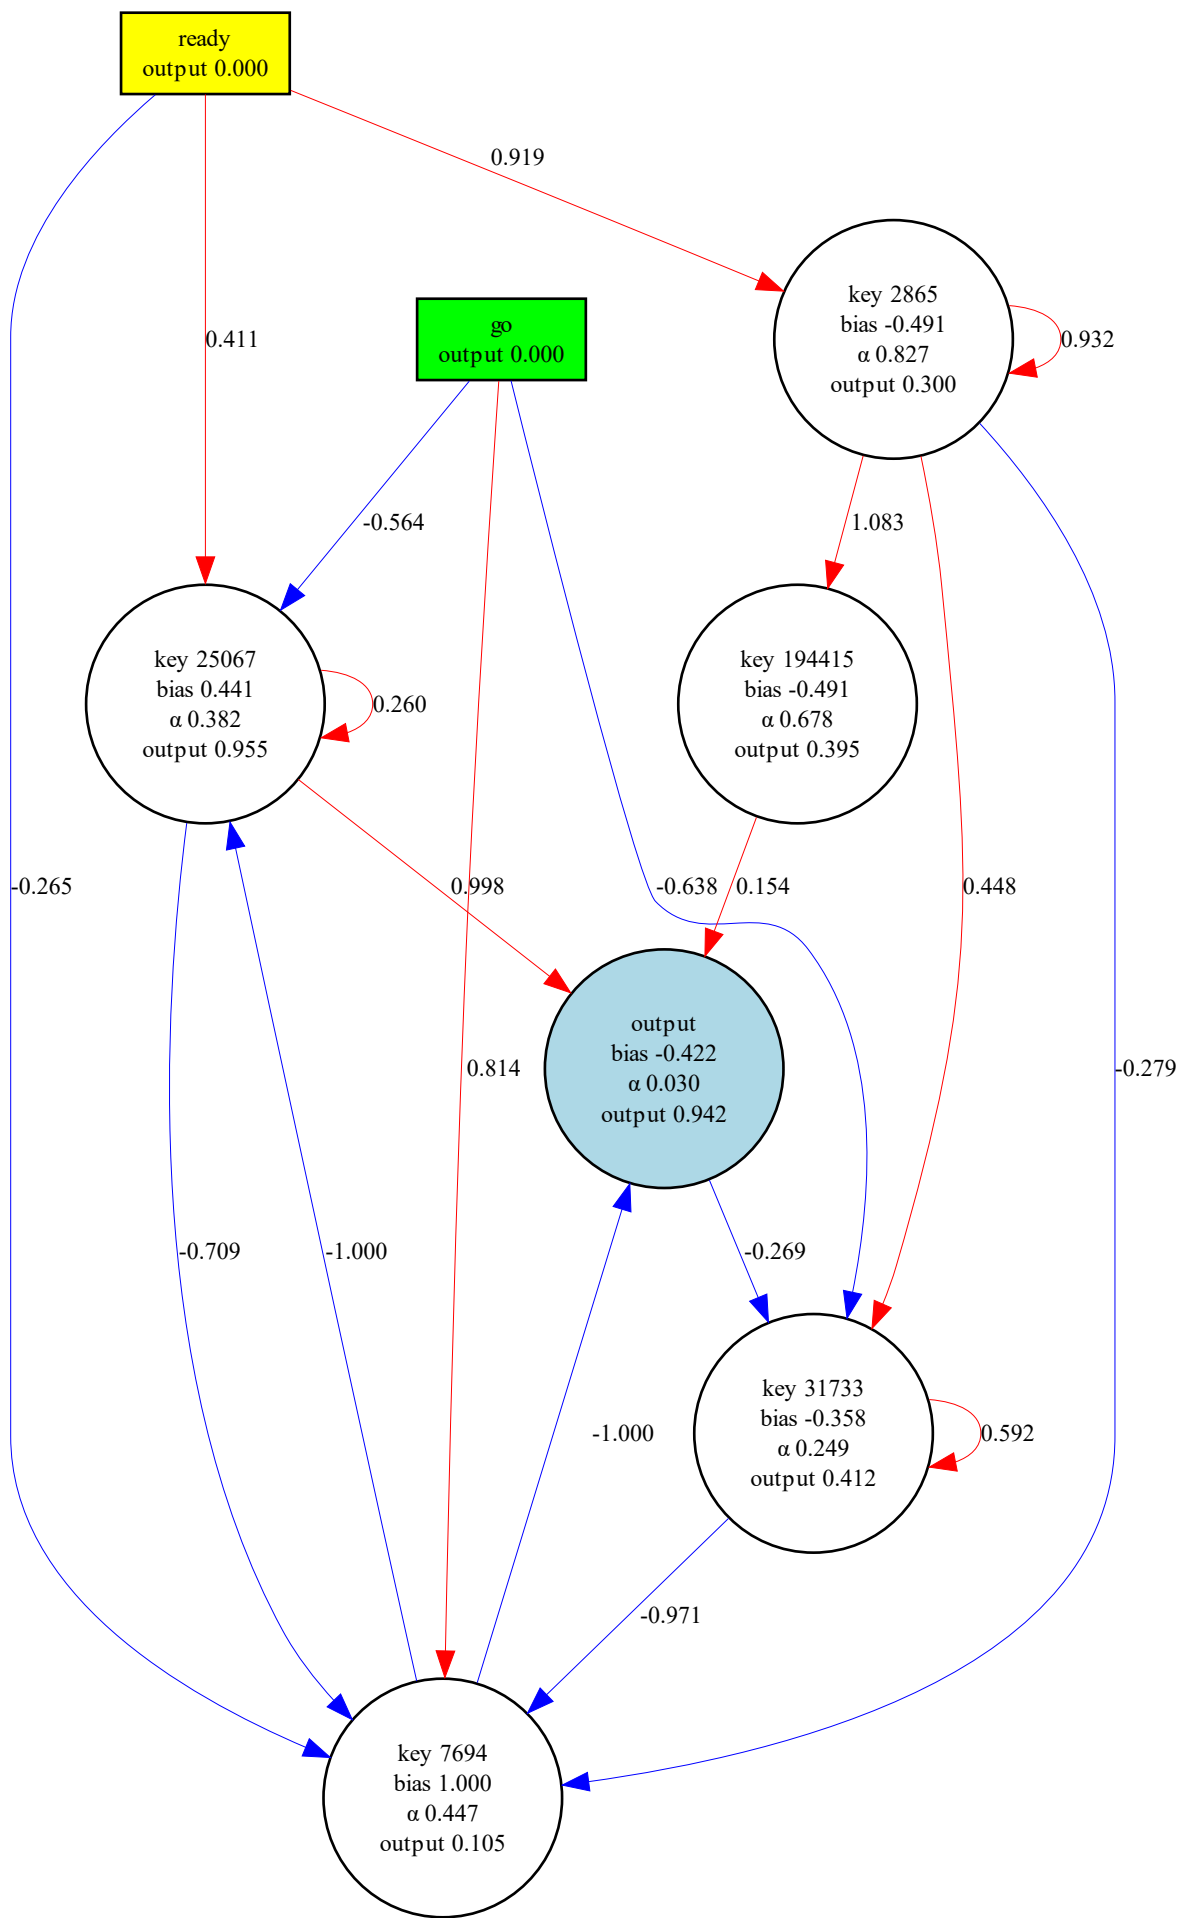 ready
output 0.000
0.919
key 2865
bias -0.491
α 0.827
output 0.300
0.932
go
output 0.000
0.411
-0.564
1.083
key 25067
bias 0.441
α 0.382
output 0.955
0.260
key 194415
bias -0.491
α 0.678
output 0.395
-0.265
0.998
-0.638
0.154
0.448
output
bias -0.422
α 0.030
output 0.942
0.814
-0.279
-0.709
-1.000
-0.269
key 31733
bias -0.358
α 0.249
output 0.412
-1.000
0.592
-0.971
key 7694
bias 1.000
α 0.447
output 0.105